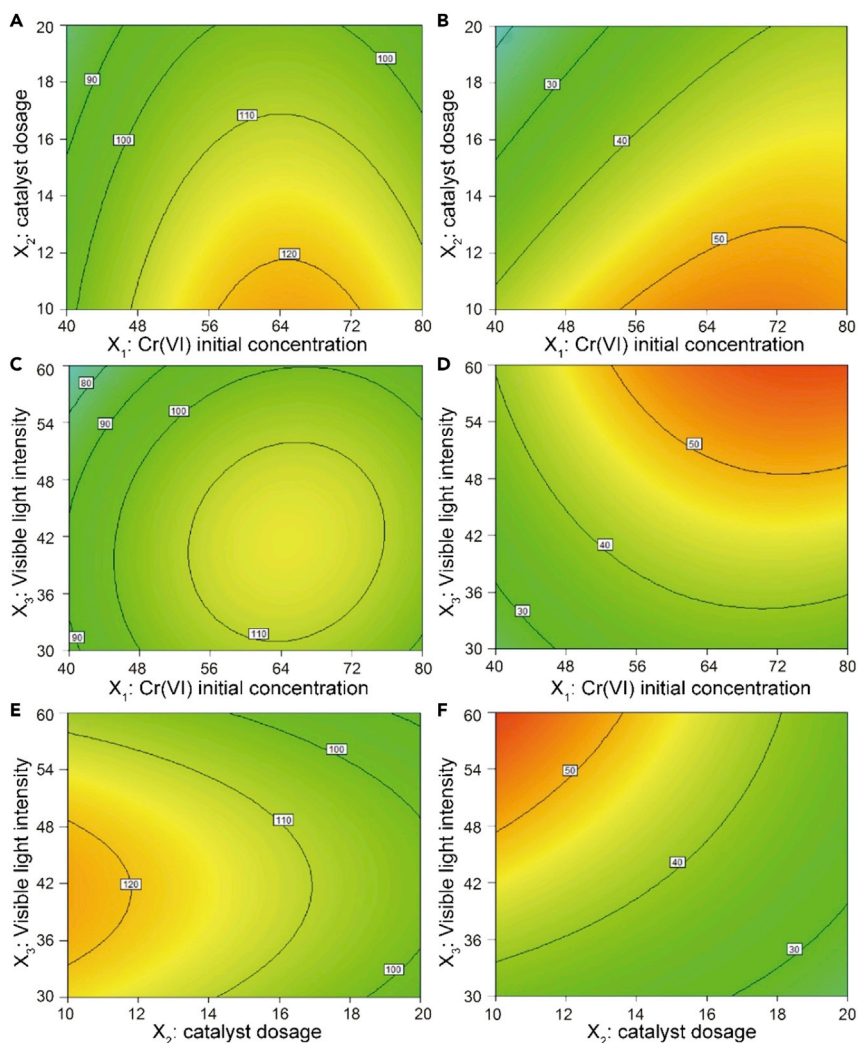 A
X2: catalyst dosage
20
18
16
14
12
10
90
100
110
100
120
40 48 56 64 72 80
X1: Cr(VI) initial concentration
B
X2: catalyst dosage
20
18
16
14
12
10
30
40
50
40 48 56 64 72 80
X1: Cr(VI) initial concentration
C
X3: Visible light intensity
60
54
48
42
36
30
80
90
100
110
90
40 48 56 64 72 80
X1: Cr(VI) initial concentration
D
X3: Visible light intensity
60
54
48
42
36
30
50
40
30
40 48 56 64 72 80
X1: Cr(VI) initial concentration
E
X3: Visible light intensity
60
54
48
42
36
30
100
110
120
100
10 12 14 16 18 20
X2: catalyst dosage
F
X3: Visible light intensity
60
54
48
42
36
30
50
40
30
10 12 14 16 18 20
X2: catalyst dosage